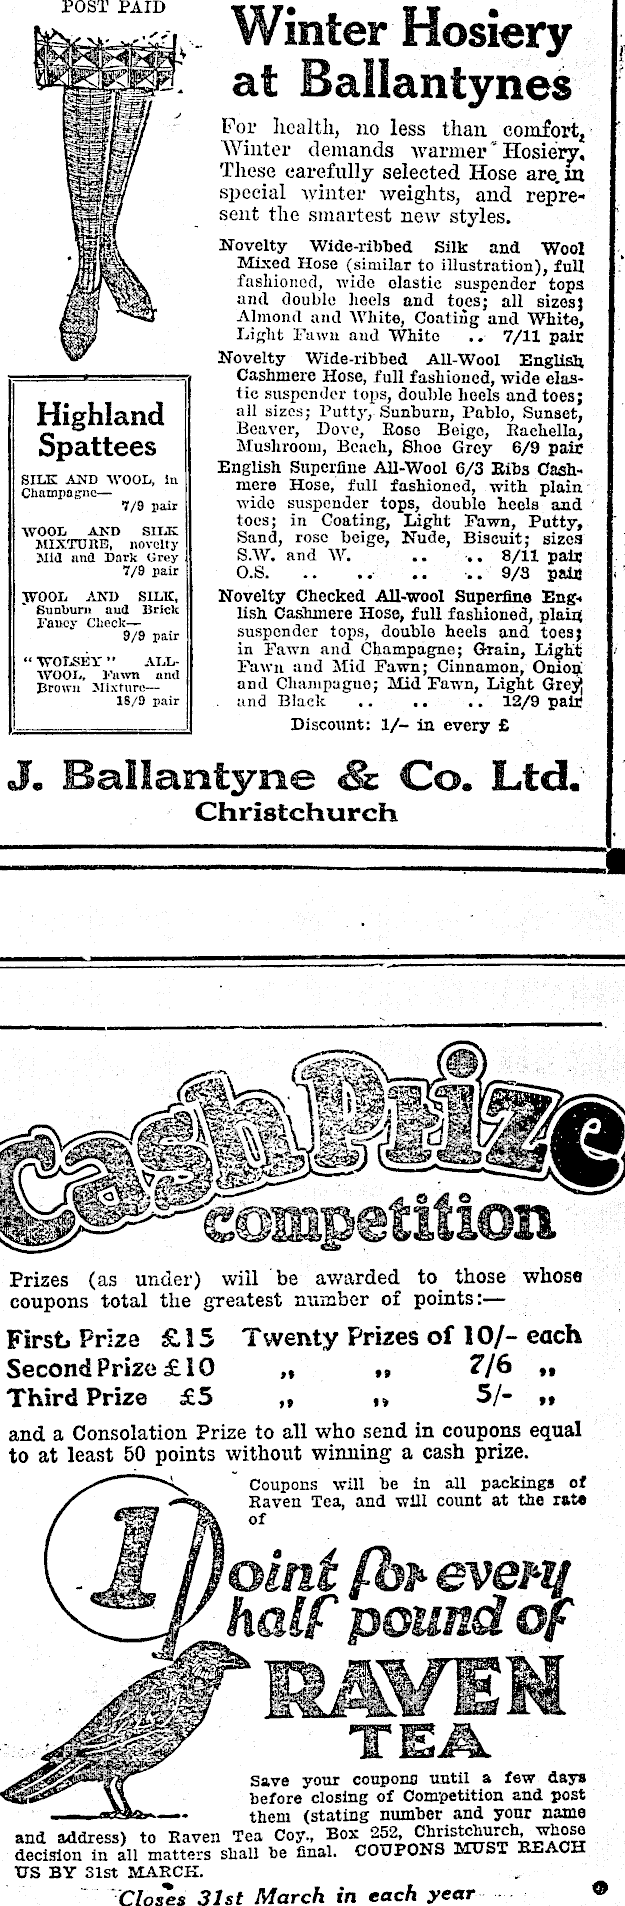 POST PAID
Winter Hosiery
at Ballantynes
For health, no less than comfort,
Winter demands warmer Hosiery.
These carefully selected Hose are in
special winter weights, and repre-
sent the smartest new styles.
Novelty Wide-ribbed Silk and Wool
Mixed Hose (similar to illustration), full
fashioned, wide elastic suspender tops
and double heels and toes; all sizes;
Almond and White, Coating and White,
Light Fawn and White .. 7/11 pair
Novelty Wide-ribbed All-Wool English
Cashmere Hose, full fashioned, wide elas-
tic suspender tops, double heels and toes;
all sizes; Putty, Sunburn, Pablo, Sunset,
Beaver, Dove, Rose Beige, Rachella,
Mushroom, Beach, Shoe Grey 6/9 pair
English Superfine All-Wool 6/3 Ribs Cash-
mere Hose, full fashioned, with plain
wide suspender tops, double heels and
toes; in Coating, Light Fawn, Putty,
Sand, rose beige, Nude, Biscuit; sizes
S.W. and W. .. .. 8/11 pair
O.S. .. .. .. .. 9/3 pair
Novelty Checked All-wool Superfine Eng-
lish Cashmere Hose, full fashioned, plain
suspender tops, double heels and toes;
in Fawn and Champagne; Grain, Light
Fawn and Mid Fawn; Cinnamon, Onion
and Champagne; Mid Fawn, Light Grey
and Black .. .. .. 12/9 pair
Discount: 1/- in every £
Highland
Spattees
SILK AND WOOL, in
Champagne—
7/9 pair
WOOL AND SILK
MIXTURE, novelty
Mid and Dark Grey
7/9 pair
WOOL AND SILK,
Sunburn and Brick
Fancy Check—
9/9 pair
"WOLSEY" ALL-
WOOL, Fawn and
Brown Mixture—
18/9 pair
J. Ballantyne & Co. Ltd.
Christchurch
Cash Prize
competition
Prizes (as under) will be awarded to those whose
coupons total the greatest number of points:—
First Prize £15 Twenty Prizes of 10/- each
Second Prize £10 ,, ,, 7/6 ,,
Third Prize £5 ,, ,, 5/- ,,
and a Consolation Prize to all who send in coupons equal
to at least 50 points without winning a cash prize.
Coupons will be in all packings of
Raven Tea, and will count at the rate
of
1 Point for every
half pound of
RAVEN
TEA
Save your coupons until a few days
before closing of Competition and post
them (stating number and your name
and address) to Raven Tea Coy., Box 252, Christchurch, whose
decision in all matters shall be final. COUPONS MUST REACH
US BY 31st MARCH.
Closes 31st March in each year